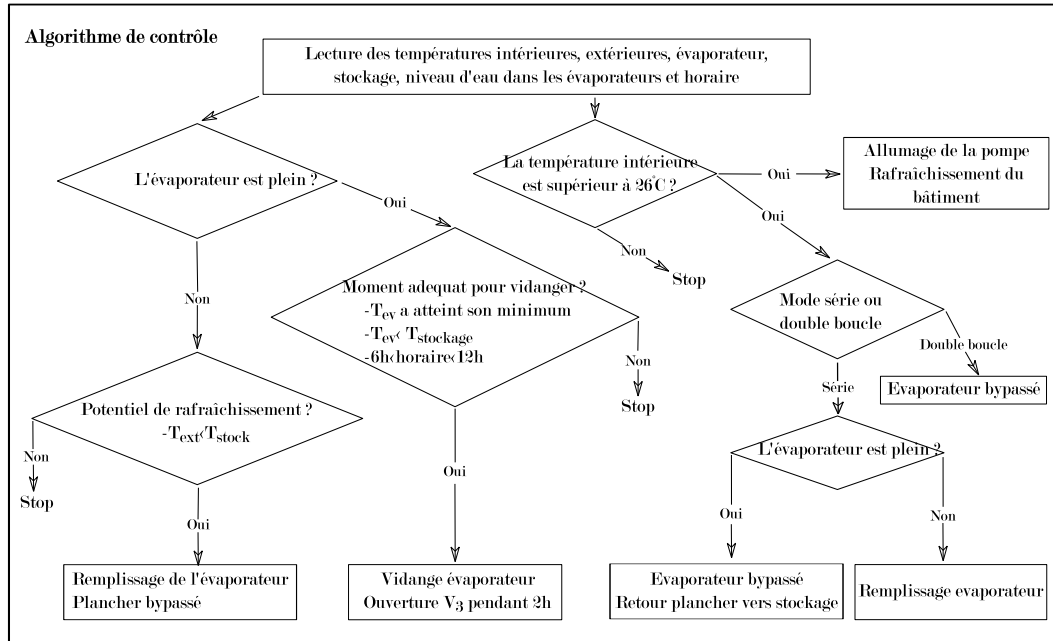 Algorithme de contrôle
Lecture des températures intérieures, extérieures, évaporateur,
stockage, niveau d'eau dans les évaporateurs et horaire
L'évaporateur est plein ?
La température intérieure
est supérieur à 26°C ?
Oui
Allumage de la pompe
Rafraîchissement du
bâtiment
Oui
Oui
Non
Stop
Non
Moment adequat pour vidanger ?
-Tev a atteint son minimum
-Tev< Tstockage
-6h<horaire<12h
Mode série ou
double boucle
Double boucle
Non
Stop
Série
Evaporateur bypassé
Potentiel de rafraîchissement ?
-Text<Tstock
Non
Stop
Oui
L'évaporateur est plein ?
Oui
Oui
Non
Remplissage de l'évaporateur
Plancher bypassé
Vidange évaporateur
Ouverture V3 pendant 2h
Evaporateur bypassé
Retour plancher vers stockage
Remplissage evaporateur